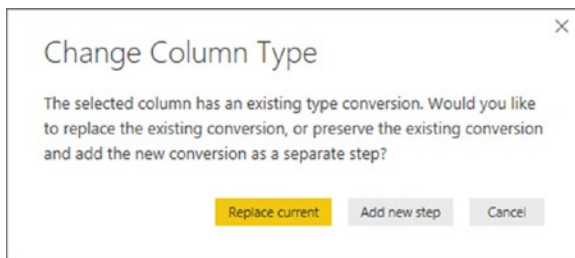 Change Column Type
The selected column has an existing type conversion. Would you like
to replace the existing conversion, or preserve the existing conversion
and add the new conversion as a separate step?
Replace current Add new step Cancel